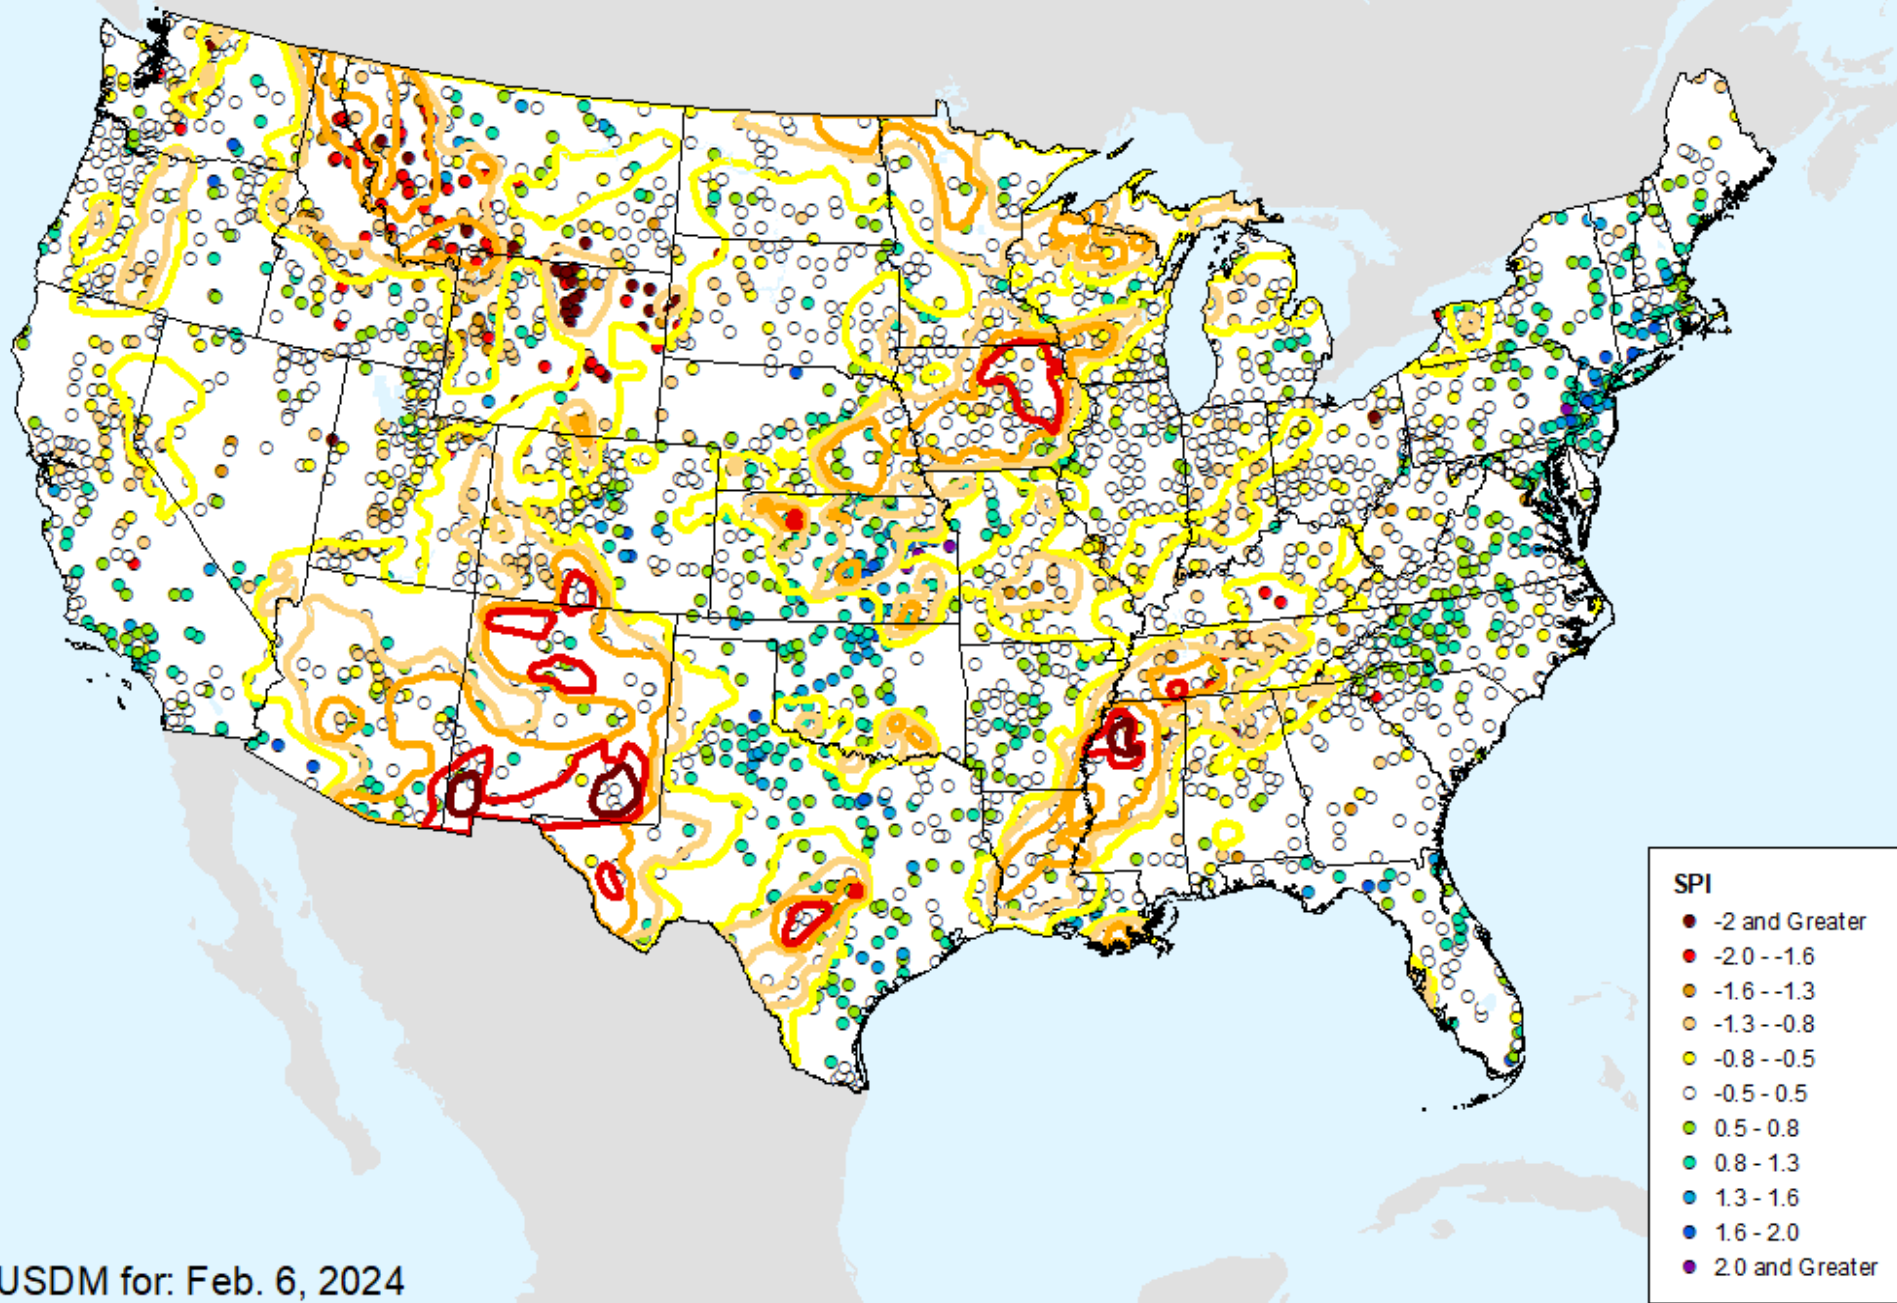 SPI
-2 and Greater
-2.0 - -1.6
-1.6 - -1.3
-1.3 - -0.8
-0.8 - -0.5
-0.5 - 0.5
0.5 - 0.8
0.8 - 1.3
1.3 - 1.6
1.6 - 2.0
2.0 and Greater
USDM for: Feb. 6, 2024